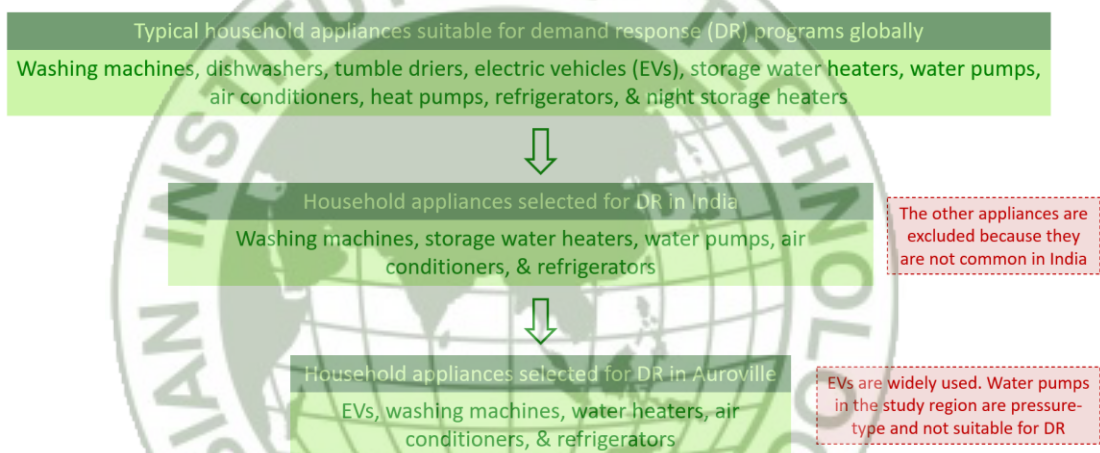 Typical household appliances suitable for demand response (DR) programs globally
Washing machines, dishwashers, tumble driers, electric vehicles (EVs), storage water heaters, water pumps,
air conditioners, heat pumps, refrigerators, & night storage heaters
Household appliances selected for DR in India
Washing machines, storage water heaters, water pumps, air
conditioners, & refrigerators
The other appliances are
excluded because they
are not common in India
Household appliances selected for DR in Auroville
EVs, washing machines, water heaters, air
conditioners, & refrigerators
EVs are widely used. Water pumps
in the study region are pressure-
type and not suitable for DR
ASIAN INSTITU
TECHNOLO